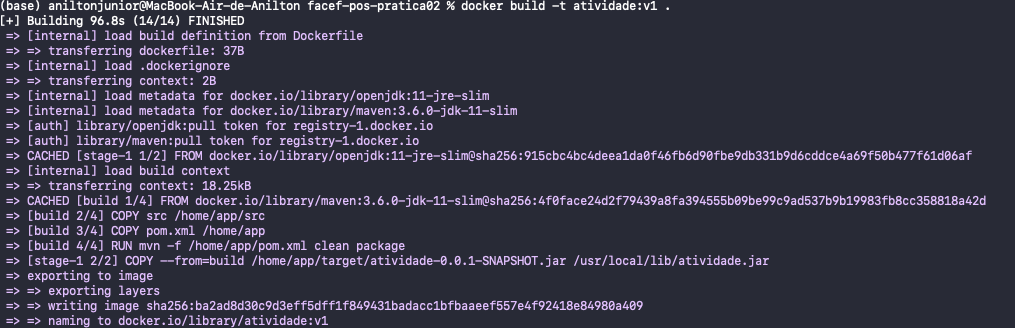 (base) aniltonjunior@MacBook-Air-de-Anilton facef-pos-pratica02 % docker build -t atividade:v1 .
[+] Building 96.8s (14/14) FINISHED
=> [internal] load build definition from Dockerfile
=> => transferring dockerfile: 37B
=> [internal] load .dockerignore
=> => transferring context: 2B
=> [internal] load metadata for docker.io/library/openjdk:11-jre-slim
=> [internal] load metadata for docker.io/library/maven:3.6.0-jdk-11-slim
=> [auth] library/openjdk:pull token for registry-1.docker.io
=> [auth] library/maven:pull token for registry-1.docker.io
=> CACHED [stage-1 1/2] FROM docker.io/library/openjdk:11-jre-slim@sha256:915cbc4bc4deea1da0f46fb6d90fbe9db331b9d6cddce4a69f50b477f61d06af
=> [internal] load build context
=> => transferring context: 18.25kB
=> CACHED [build 1/4] FROM docker.io/library/maven:3.6.0-jdk-11-slim@sha256:4f0face24d2f79439a8fa394555b09be99c9ad537b9b19983fb8cc358818a42d
=> [build 2/4] COPY src /home/app/src
=> [build 3/4] COPY pom.xml /home/app
=> [build 4/4] RUN mvn -f /home/app/pom.xml clean package
=> [stage-1 2/2] COPY --from=build /home/app/target/atividade-0.0.1-SNAPSHOT.jar /usr/local/lib/atividade.jar
=> exporting to image
=> => exporting layers
=> => writing image sha256:ba2ad8d30c9d3eff5dff1f849431badacc1bfbaaeef557e4f92418e84980a409
=> => naming to docker.io/library/atividade:v1